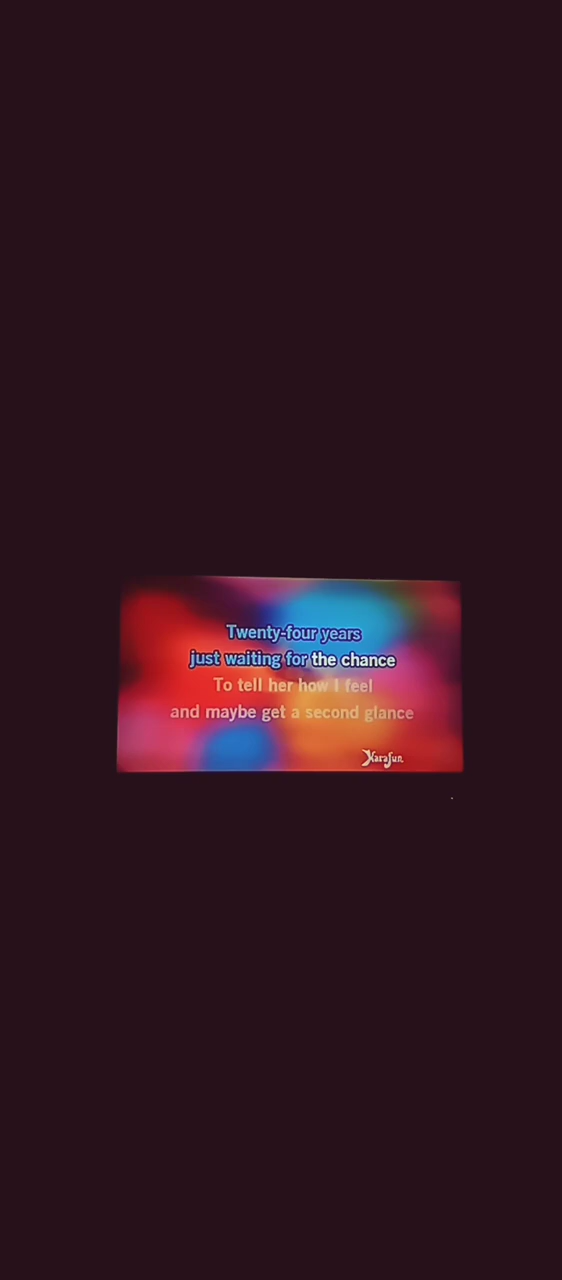 Twenty-four years
just waiting for the chance
To tell her how I feel
and maybe get a second glance
KaraFun